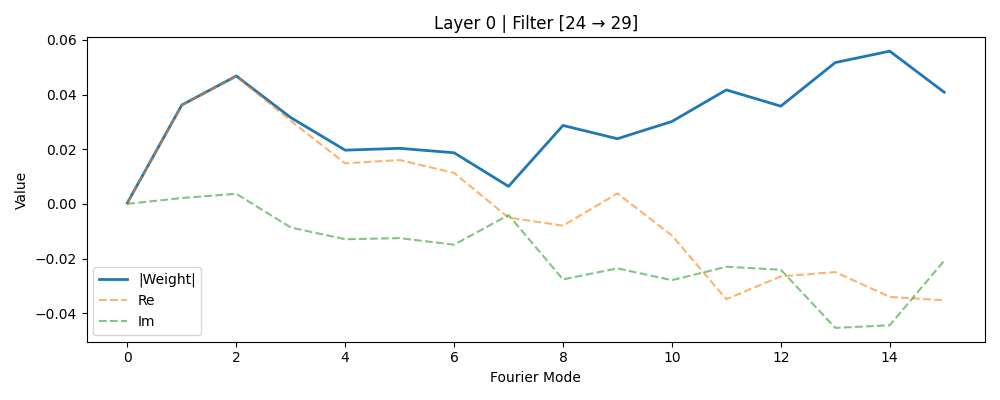 Layer 0 | Filter [24 → 29]
Value
0.06
0.04
0.02
0.00
−0.02
−0.04
|Weight|
Re
Im
0 2 4 6 8 10 12 14
Fourier Mode